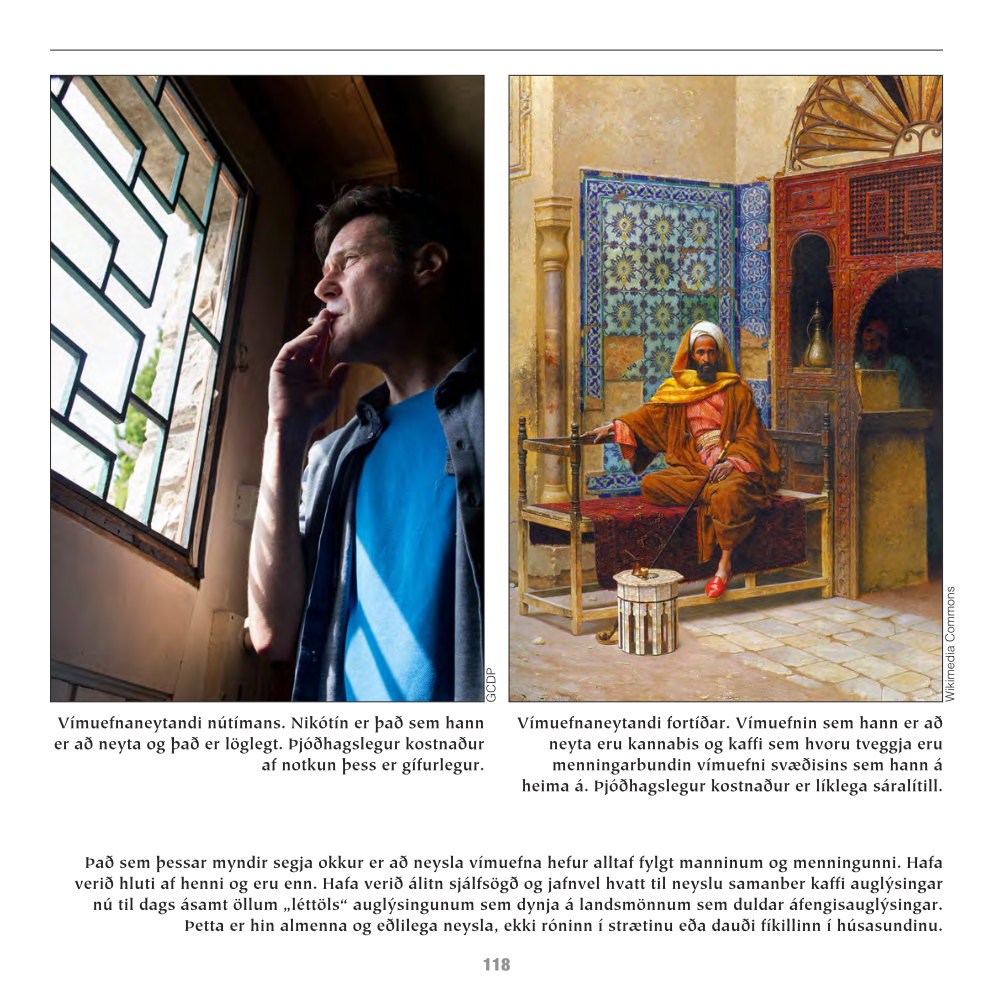 GCDP
Wikimedia Commons
Vímuefnaneytandi nútímans. Nikótín er það sem hann
er að neyta og það er löglegt. Þjóðhagslegur kostnaður
af notkun þess er gífurlegur.
Vímuefnaneytandi fortíðar. Vímuefnin sem hann er að
neyta eru kannabis og kaffi sem hvoru tveggja eru
menningarbundin vímuefni svæðisins sem hann á
heima á. Þjóðhagslegur kostnaður er líklega sáralítill.
Það sem þessar myndir segja okkur er að neysla vímuefna hefur alltaf fylgt manninum og menningunni. Hafa
verið hluti af henni og eru enn. Hafa verið álitn sjálfsögð og jafnvel hvatt til neyslu samanber kaffi auglýsingar
nú til dags ásamt öllum „léttöls“ auglýsingunum sem dynja á landsmönnum sem duldar áfengisauglýsingar.
Þetta er hin almenna og eðlilega neysla, ekki róninn í strætinu eða dauði fíkillinn í húsasundinu.
118